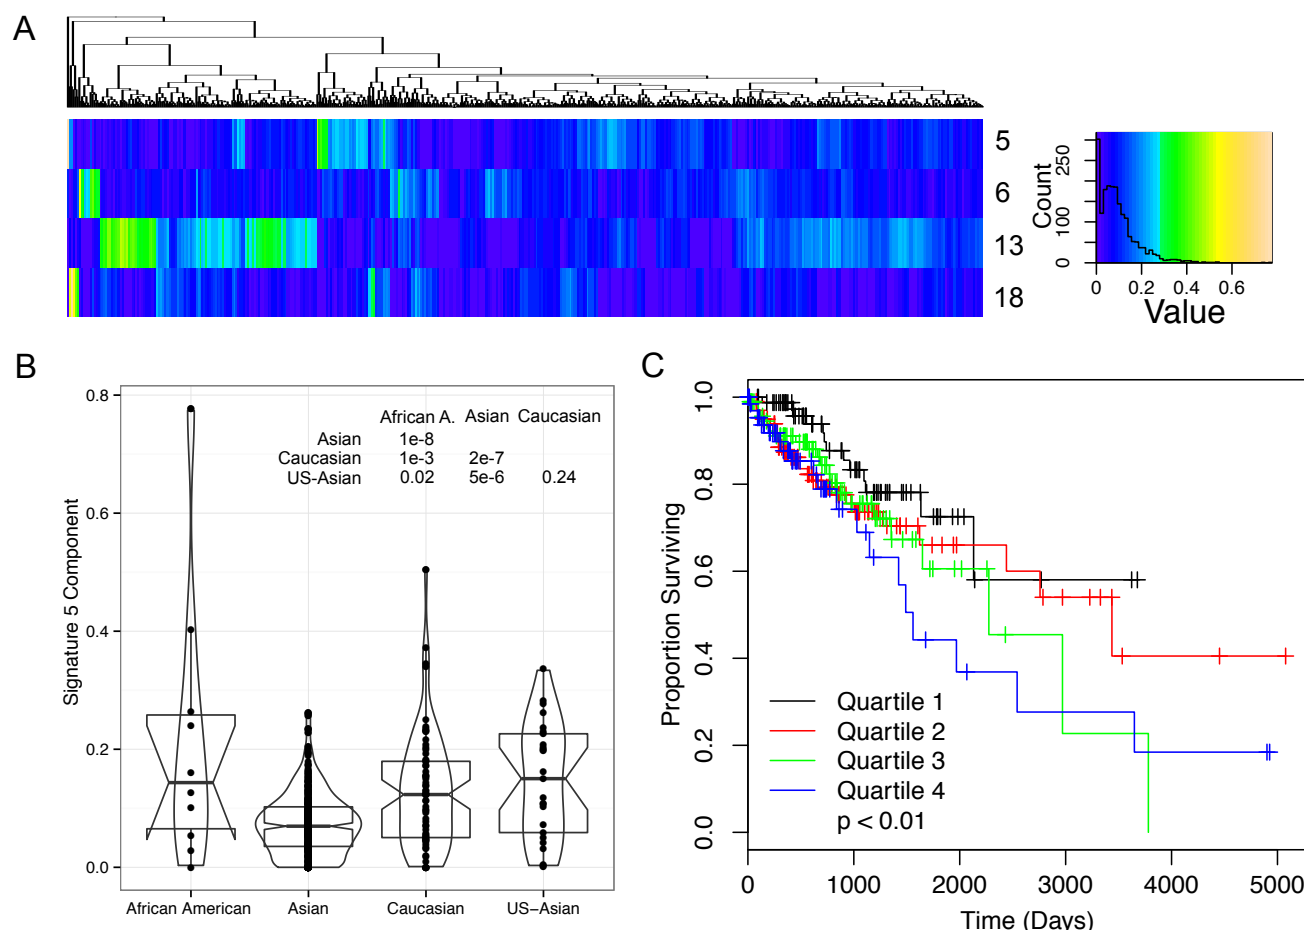 A
5
6
13
18
Count
0 100 250
0 0.2 0.4 0.6
Value
B
Signature 5 Component
0.8
0.6
0.4
0.2
0.0
African A. Asian Caucasian
Asian 1e-8
Caucasian 1e-3 2e-7
US-Asian 0.02 5e-6 0.24
African American Asian Caucasian US-Asian
C
Proportion Surviving
1.0
0.8
0.6
0.4
0.2
0.0
Quartile 1
Quartile 2
Quartile 3
Quartile 4
p < 0.01
0 1000 2000 3000 4000 5000
Time (Days)